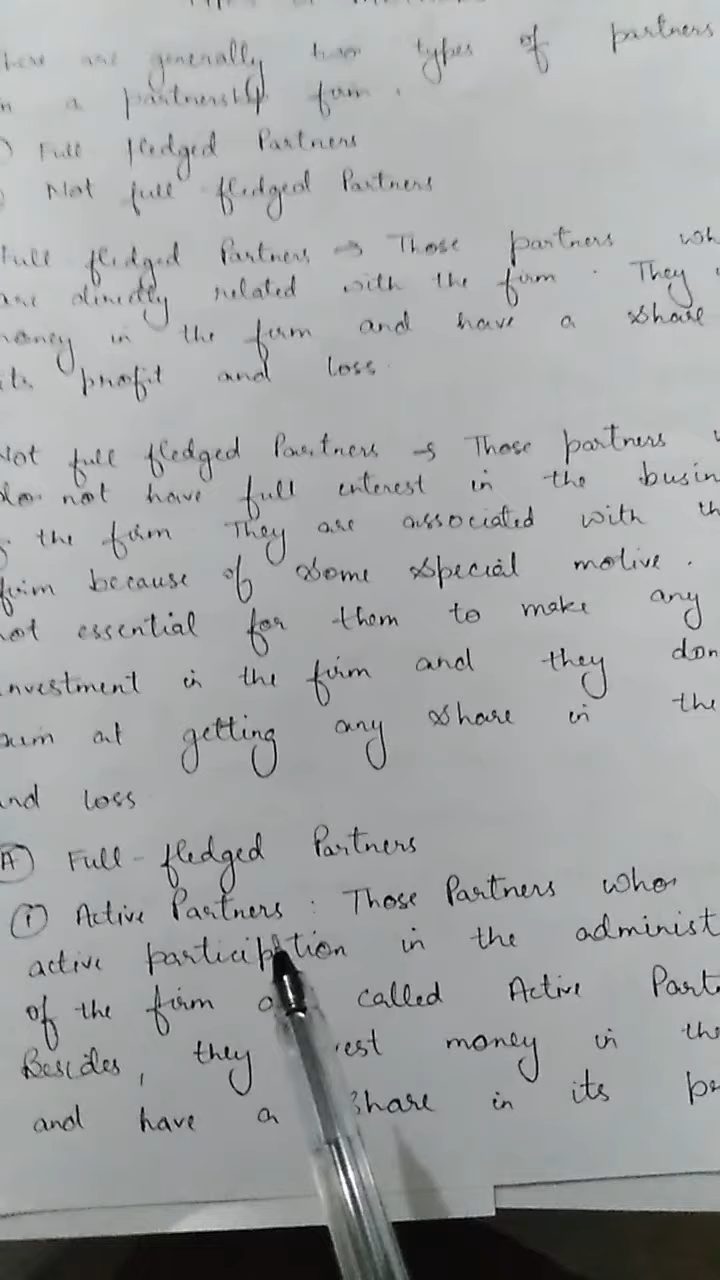 here are generally two types of partners
in a partnership firm.
Full fledged Partners
Not full fledged Partners
Full fledged Partners → Those partners wh
are directly related with the firm. They
money in the firm and have a share
its profit and loss.
Not full fledged Partners → Those partners
do not have full interest in the busin
the firm They are associated with th
firm because of some special motive.
not essential for them to make any
investment in the firm and they don
aim at getting any share in the
and loss
(A) Full-fledged Partners
(1) Active Partners: Those Partners who
active participation in the administ
of the firm called Active Part
Besides, they est money in the
and have a share in its